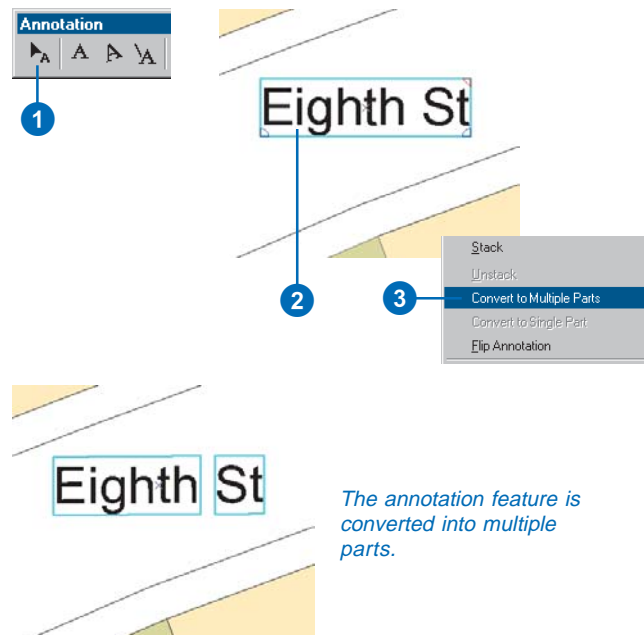 Annotation
A A A A
1
Eighth St
2
3
Stack
Unstack
Convert to Multiple Parts
Convert to Single Part
Flip Annotation
Eighth St
The annotation feature is
converted into multiple
parts.